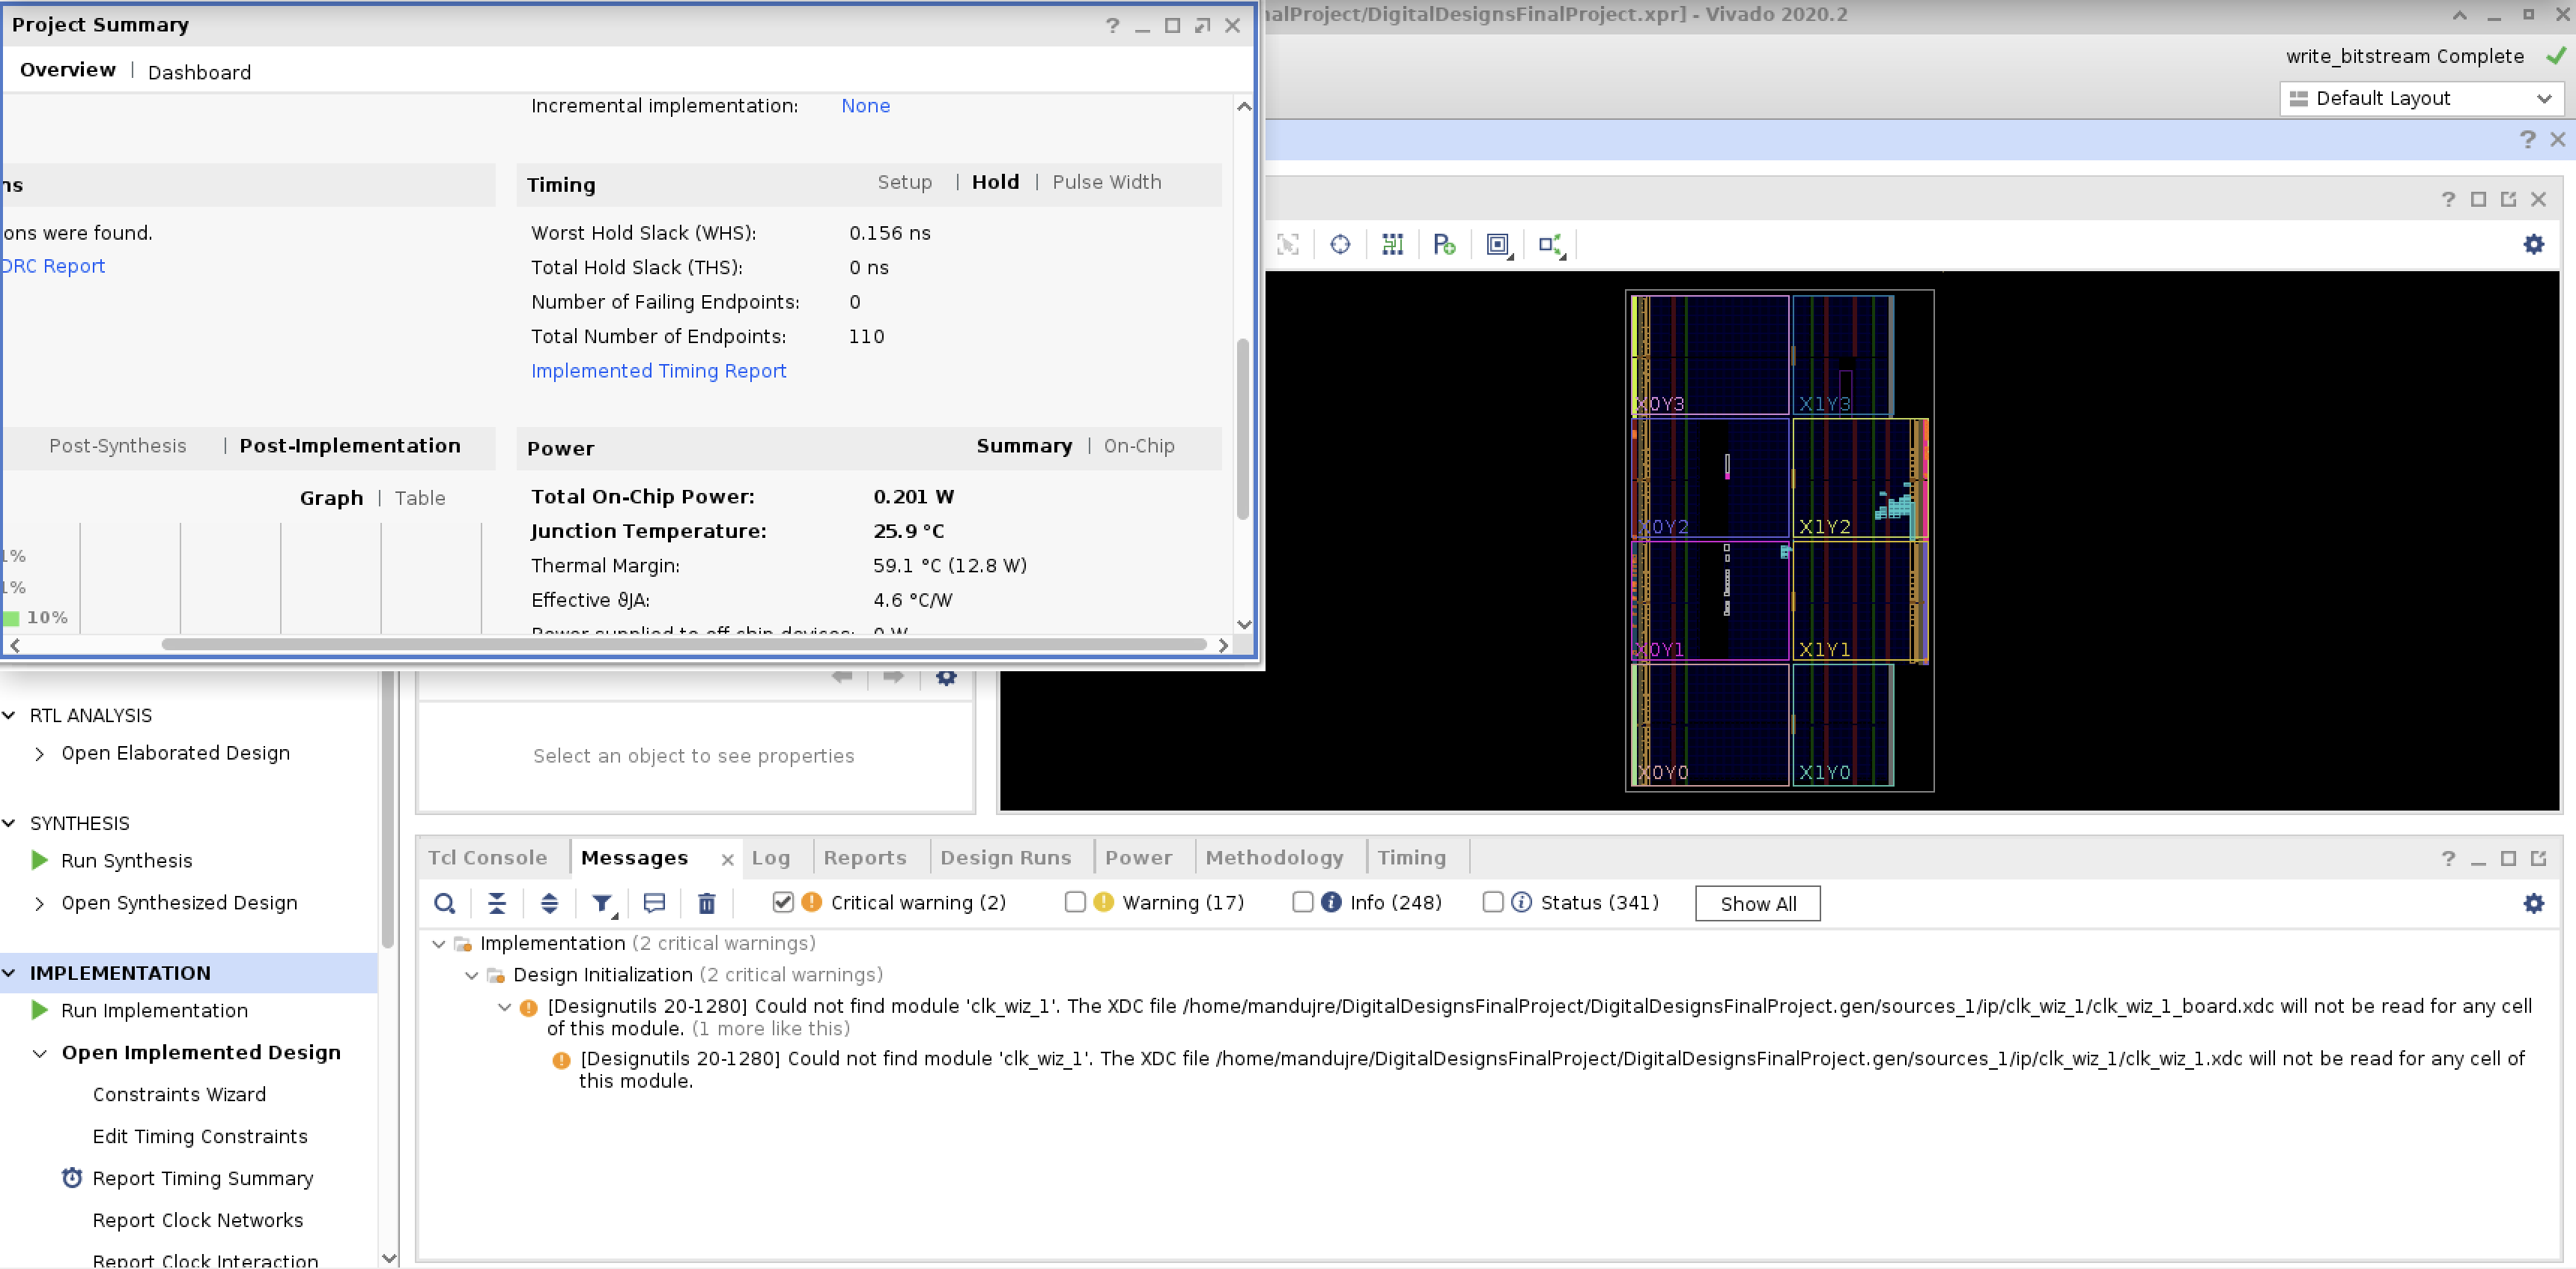 Project Summary
alProject/DigitalDesignsFinalProject.xpr] - Vivado 2020.2
Overview | Dashboard
write_bitstream Complete
Default Layout
Incremental implementation: None
ns
Timing Setup | Hold | Pulse Width
ons were found.
DRC Report
Worst Hold Slack (WHS): 0.156 ns
Total Hold Slack (THS): 0 ns
Number of Failing Endpoints: 0
Total Number of Endpoints: 110
Implemented Timing Report
Post-Synthesis | Post-Implementation
Power Summary | On-Chip
Graph | Table
Total On-Chip Power: 0.201 W
Junction Temperature: 25.9 °C
Thermal Margin: 59.1 °C (12.8 W)
Effective ϑJA: 4.6 °C/W
Power supplied to off-chip devices: 0 W
1%
1%
10%
X0Y3 X1Y3
X0Y2 X1Y2
X0Y1 X1Y1
X0Y0 X1Y0
RTL ANALYSIS
Open Elaborated Design
SYNTHESIS
Run Synthesis
Open Synthesized Design
IMPLEMENTATION
Run Implementation
Open Implemented Design
Constraints Wizard
Edit Timing Constraints
Report Timing Summary
Report Clock Networks
Report Clock Interaction
Select an object to see properties
Tcl Console Messages Log Reports Design Runs Power Methodology Timing
Critical warning (2) Warning (17) Info (248) Status (341) Show All
Implementation (2 critical warnings)
Design Initialization (2 critical warnings)
[Designutils 20-1280] Could not find module 'clk_wiz_1'. The XDC file /home/mandujre/DigitalDesignsFinalProject/DigitalDesignsFinalProject.gen/sources_1/ip/clk_wiz_1/clk_wiz_1_board.xdc will not be read for any cell
of this module. (1 more like this)
[Designutils 20-1280] Could not find module 'clk_wiz_1'. The XDC file /home/mandujre/DigitalDesignsFinalProject/DigitalDesignsFinalProject.gen/sources_1/ip/clk_wiz_1/clk_wiz_1.xdc will not be read for any cell of
this module.